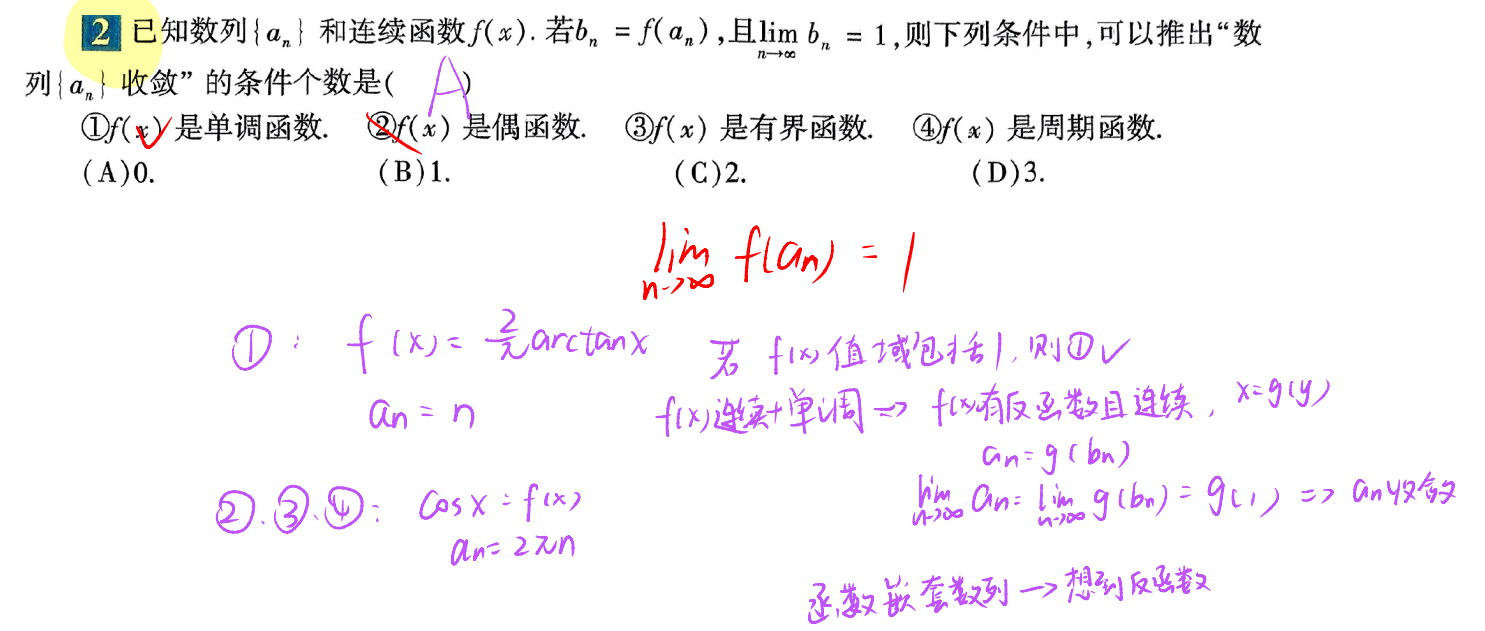 2 已知数列{aₙ} 和连续函数f(x). 若bₙ = f(aₙ),且lim bₙ = 1,则下列条件中,可以推出“数
n→∞
列{aₙ} 收敛”的条件个数是( A )
①f(x) 是单调函数. ②f(x) 是偶函数. ③f(x) 是有界函数. ④f(x) 是周期函数.
(A)0. (B)1. (C)2. (D)3.
lim f(aₙ) = 1
n→∞
①: f(x)= 2/π arctanx 若 f(x)值域包括1,则①✓
aₙ = n f(x)连续+单调 => f(x)有反函数且连续, x=g(y)
aₙ=g(bₙ)
②.③.④: cosx = f(x) lim aₙ= lim g(bₙ) = g(1) => aₙ收敛
n→∞ n→∞
aₙ= 2πn
函数嵌套数列 → 想到反函数